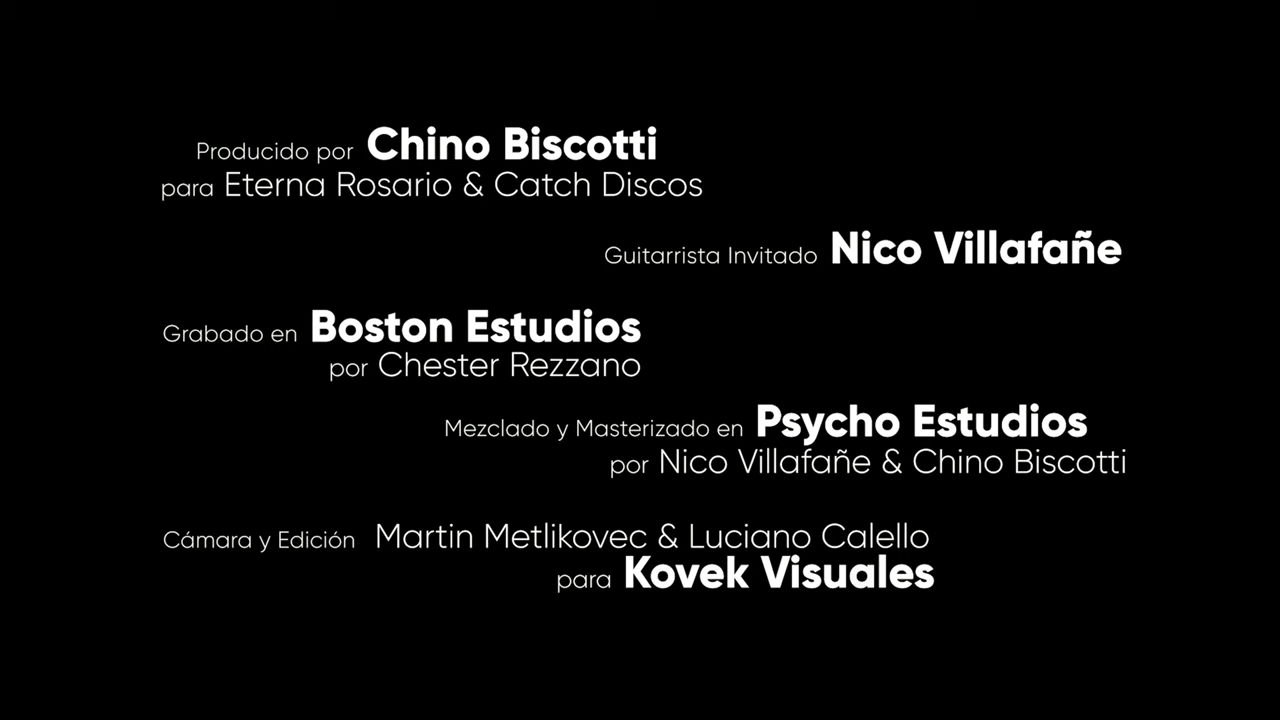 Producido por Chino Biscotti
para Eterna Rosario & Catch Discos
Guitarrista Invitado Nico Villafañe
Grabado en Boston Estudios
por Chester Rezzano
Mezclado y Masterizado en Psycho Estudios
por Nico Villafañe & Chino Biscotti
Cámara y Edición Martin Metlikovec & Luciano Calello
para Kovek Visuales